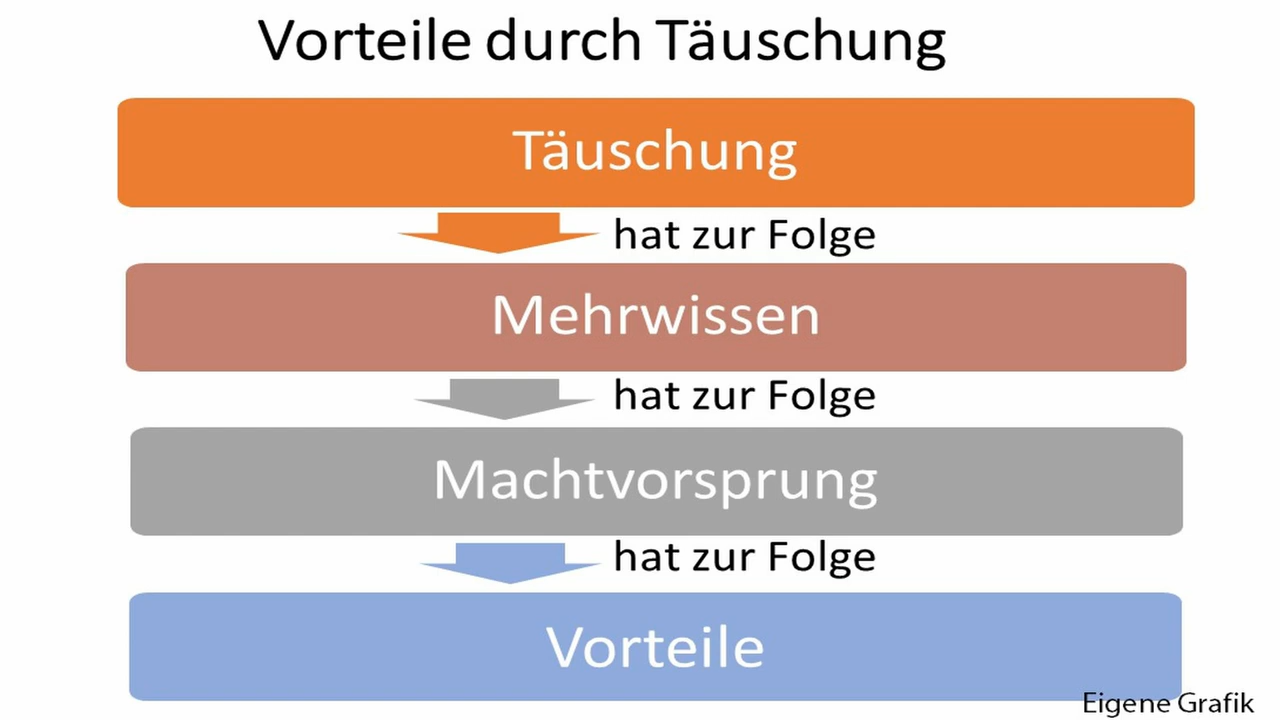 Vorteile durch Täuschung
Täuschung
hat zur Folge
Mehrwissen
hat zur Folge
Machtvorsprung
hat zur Folge
Vorteile
Eigene Grafik